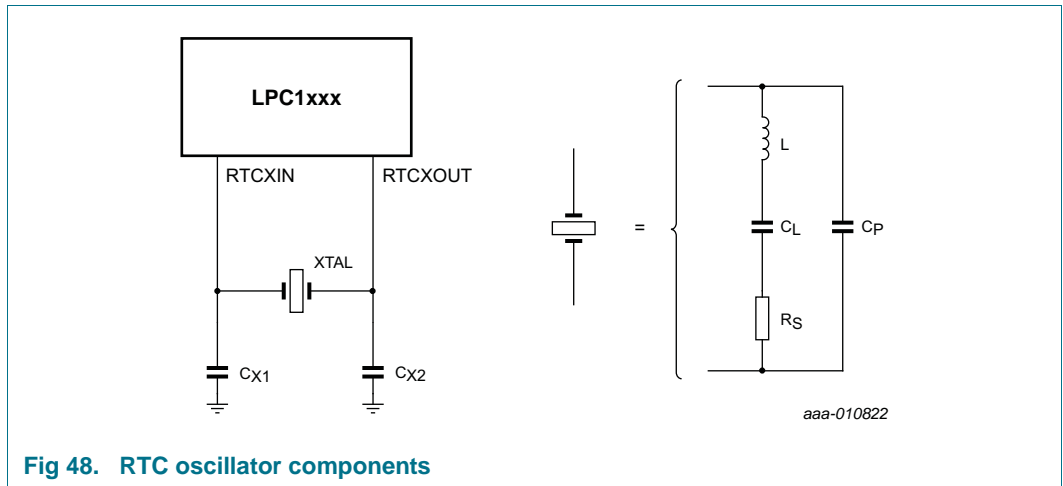 LPC1xxx
RTCXIN
RTCXOUT
XTAL
CX1
CX2
=
L
CL
CP
RS
aaa-010822
Fig 48. RTC oscillator components